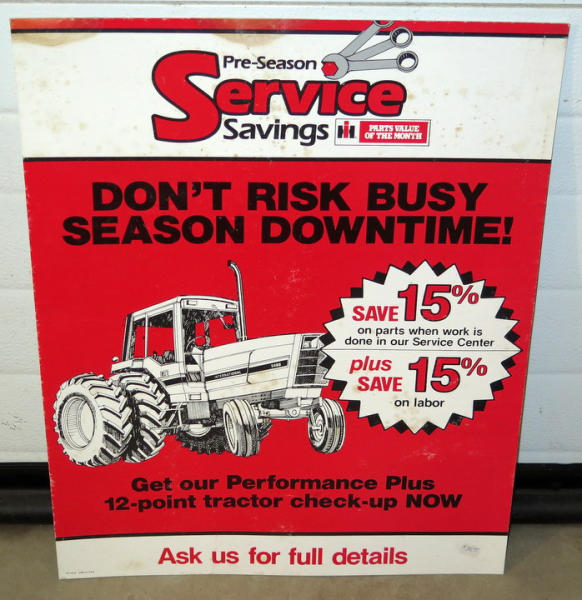 Pre-Season
Service
Savings
IH PARTS VALUE
OF THE MONTH
DON'T RISK BUSY
SEASON DOWNTIME!
SAVE 15%
on parts when work is
done in our Service Center
plus
SAVE 15%
on labor
INTERNATIONAL
Get our Performance Plus
12-point tractor check-up NOW
Ask us for full details